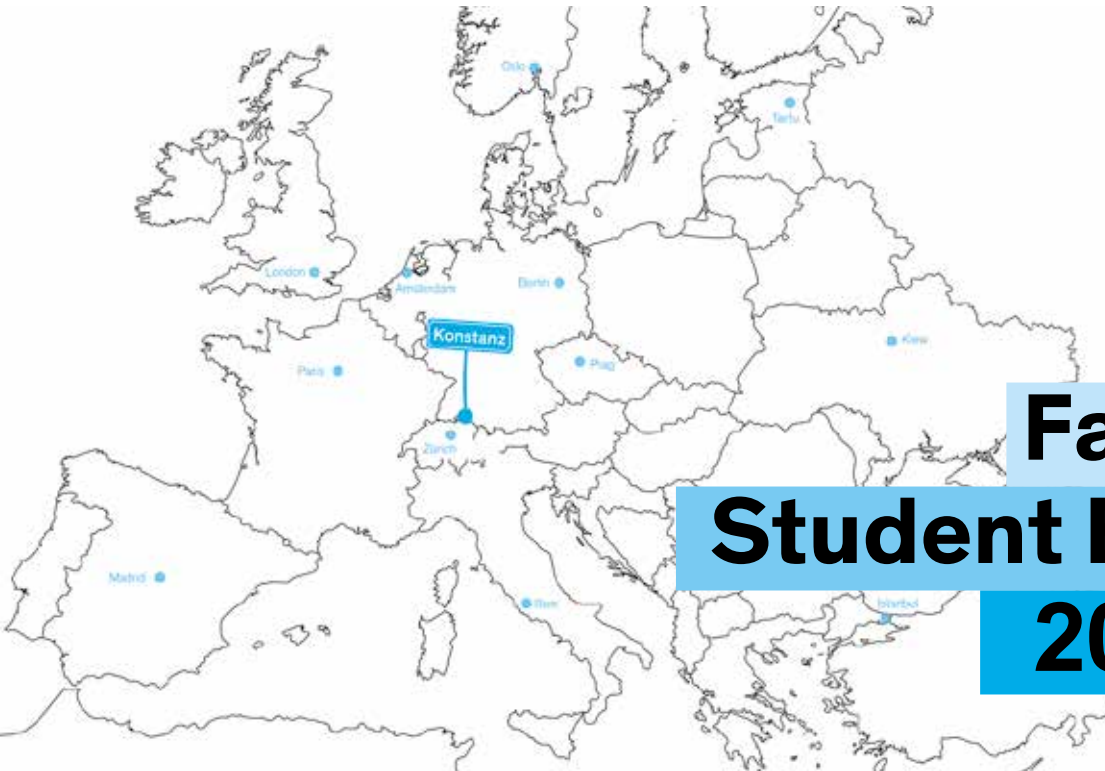 Oslo
Tartu
London
Amsterdam
Berlin
Konstanz
Kiew
Prag
Paris
Zürich
Fa
Student
20
Madrid
Rom
Istanbul